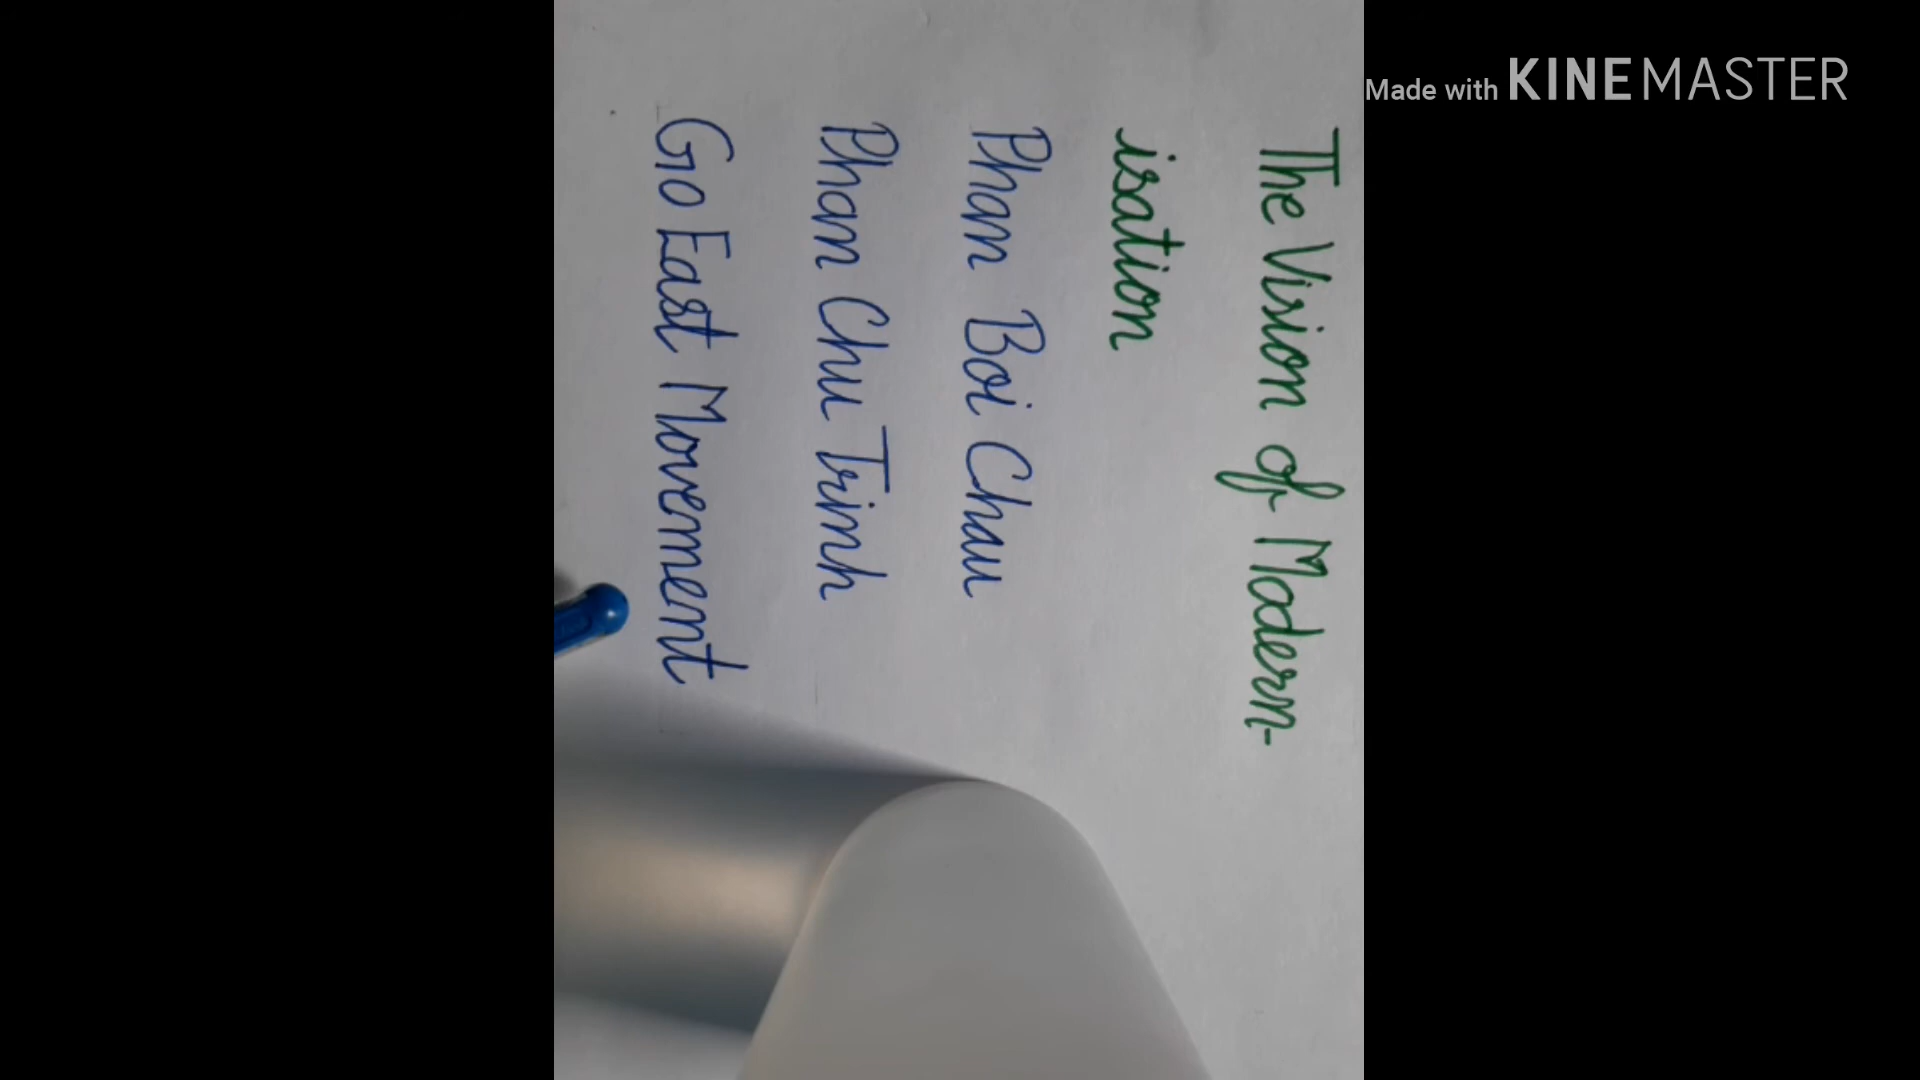 The Vision of Modern-
isation
Phan Boi Chau
Phan Chu Trinh
Go East Movement
Made with KINEMASTER